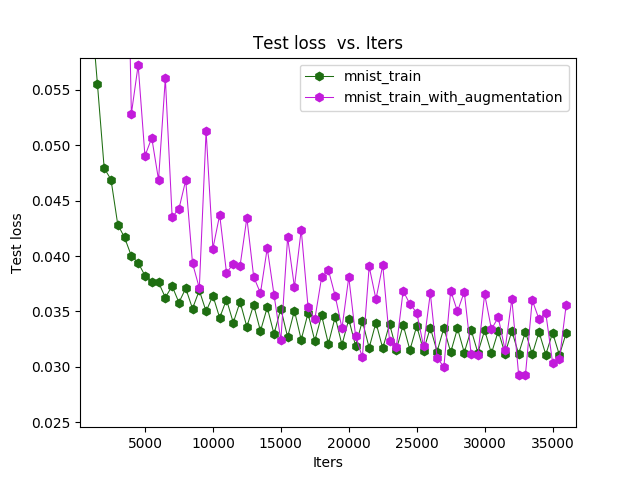 Test loss  vs. Iters
mnist_train
mnist_train_with_augmentation
Test loss
0.055
0.050
0.045
0.040
0.035
0.030
0.025
5000 10000 15000 20000 25000 30000 35000
Iters